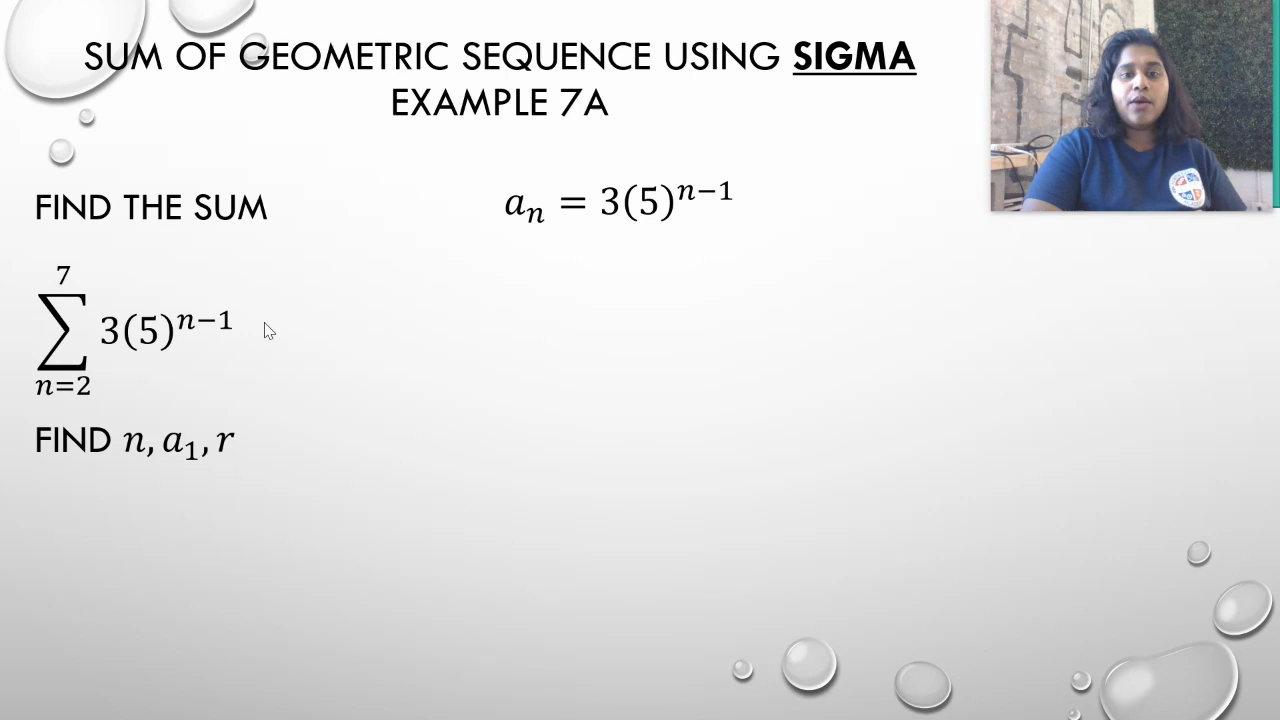 SUM OF GEOMETRIC SEQUENCE USING SIGMA
EXAMPLE 7A
FIND THE SUM
aₙ = 3(5)ⁿ⁻¹
7
∑ 3(5)ⁿ⁻¹
n=2
FIND n, a₁, r